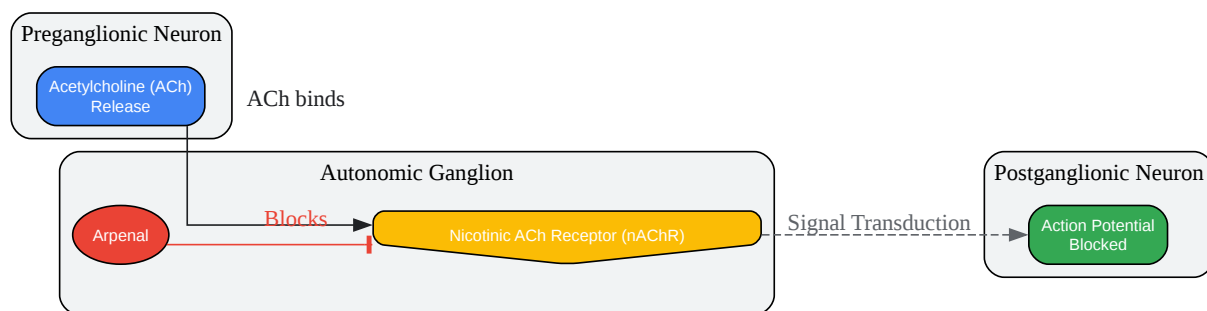 Preganglionic Neuron
Acetylcholine (ACh)
Release
ACh binds
Autonomic Ganglion
Postganglionic Neuron
Blocks
Arpenal
Nicotinic ACh Receptor (nAChR)
Signal Transduction
Action Potential
Blocked